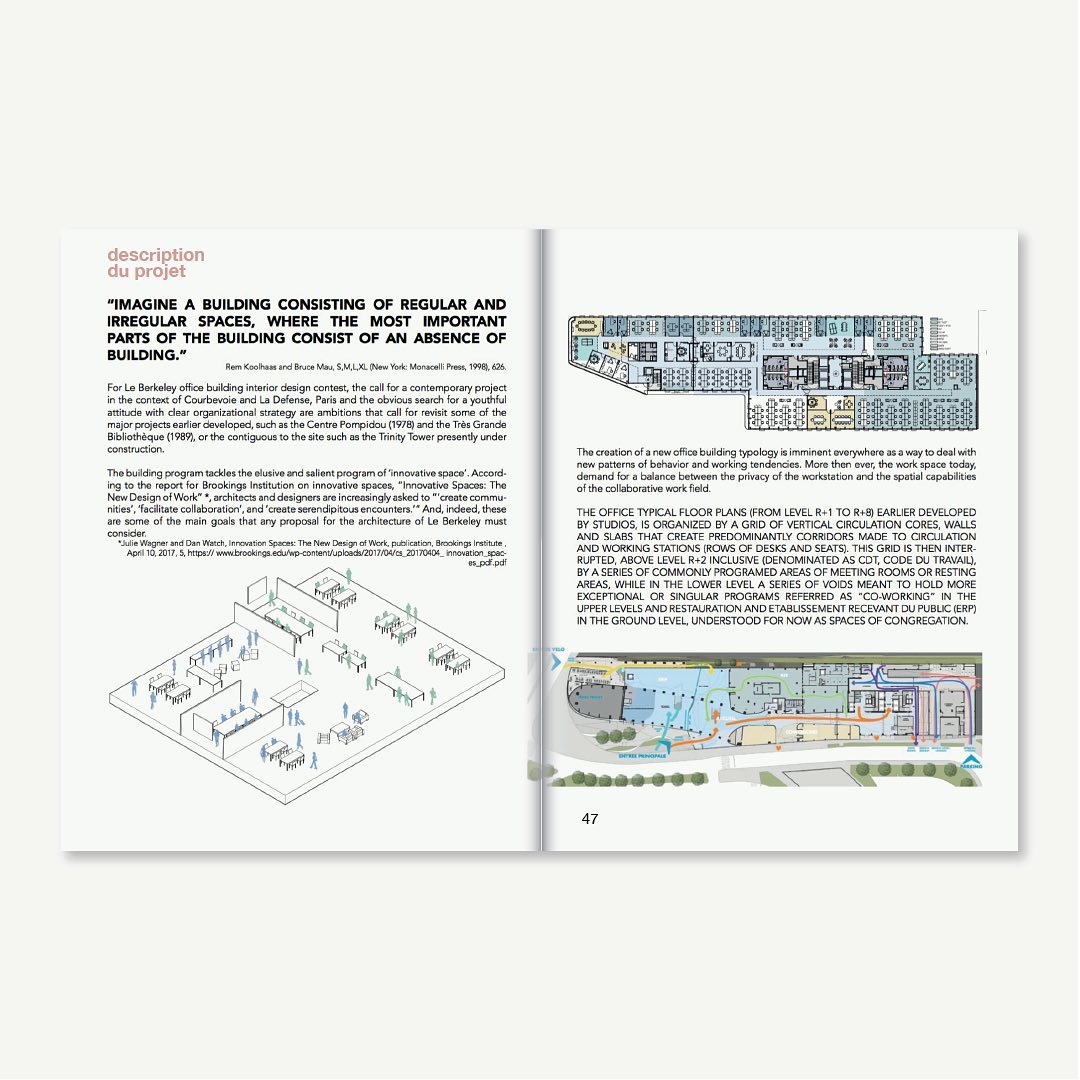 description
du projet
“IMAGINE A BUILDING CONSISTING OF REGULAR AND
IRREGULAR SPACES, WHERE THE MOST IMPORTANT
PARTS OF THE BUILDING CONSIST OF AN ABSENCE OF
BUILDING.”
Rem Koolhaas and Bruce Mau, S,M,L,XL (New York: Monacelli Press, 1998), 626.
For Le Berkeley office building interior design contest, the call for a contemporary project
in the context of Courbevoie and La Defense, Paris and the obvious search for a youthful
attitude with clear organizational strategy are ambitions that call for revisit some of the
major projects earlier developed, such as the Centre Pompidou (1978) and the Très Grande
Bibliothèque (1989), or the contiguous to the site such as the Trinity Tower presently under
construction.
The building program tackles the elusive and salient program of ‘innovative space’. Accord-
ing to the report for Brookings Institution on innovative spaces, “Innovative Spaces: The
New Design of Work” *, architects and designers are increasingly asked to “‘create commu-
nities’, ‘facilitate collaboration’, and ‘create serendipitous encounters.’” And, indeed, these
are some of the main goals that any proposal for the architecture of Le Berkeley must
consider.
*Julie Wagner and Dan Watch, Innovation Spaces: The New Design of Work, publication, Brookings Institute ,
April 10, 2017, 5, https:// www.brookings.edu/wp-content/uploads/2017/04/cs_20170404_ innovation_spac-
es_pdf.pdf
The creation of a new office building typology is imminent everywhere as a way to deal with
new patterns of behavior and working tendencies. More then ever, the work space today,
demand for a balance between the privacy of the workstation and the spatial capabilities
of the collaborative work field.
THE OFFICE TYPICAL FLOOR PLANS (FROM LEVEL R+1 TO R+8) EARLIER DEVELOPED
BY STUDIOS, IS ORGANIZED BY A GRID OF VERTICAL CIRCULATION CORES, WALLS
AND SLABS THAT CREATE PREDOMINANTLY CORRIDORS MADE TO CIRCULATION
AND WORKING STATIONS (ROWS OF DESKS AND SEATS). THIS GRID IS THEN INTER-
RUPTED, ABOVE LEVEL R+2 INCLUSIVE (DENOMINATED AS CDT, CODE DU TRAVAIL),
BY A SERIES OF COMMONLY PROGRAMED AREAS OF MEETING ROOMS OR RESTING
AREAS, WHILE IN THE LOWER LEVEL A SERIES OF VOIDS MEANT TO HOLD MORE
EXCEPTIONAL OR SINGULAR PROGRAMS REFERRED AS “CO-WORKING” IN THE
UPPER LEVELS AND RESTAURATION AND ETABLISSEMENT RECEVANT DU PUBLIC (ERP)
IN THE GROUND LEVEL, UNDERSTOOD FOR NOW AS SPACES OF CONGREGATION.
VELO
ENTREE PRINCIPALE
PARKING
47